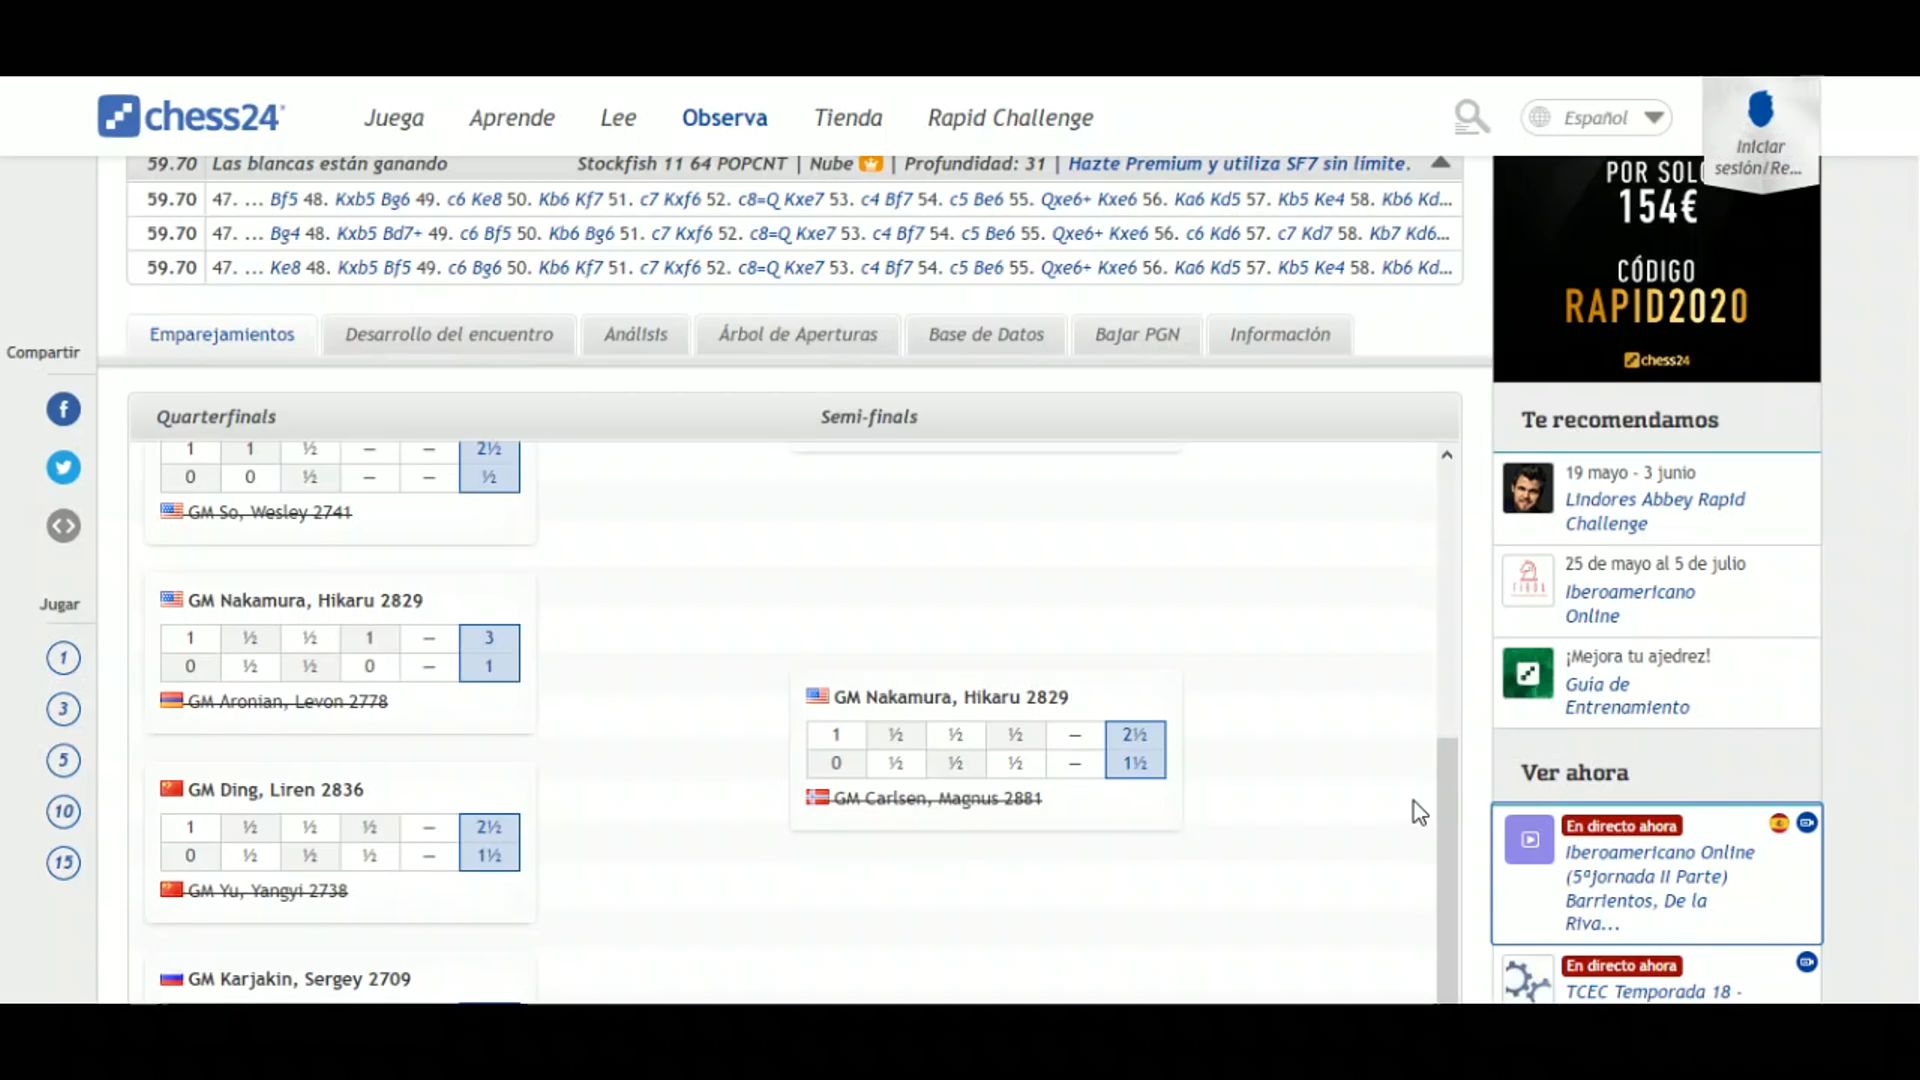 chess24
Juega
Aprende
Lee
Observa
Tienda
Rapid Challenge
Español
Iniciar
sesión/Re...
59.70 Las blancas están ganando Stockfish 11 64 POPCNT | Nube | Profundidad: 31 | Hazte Premium y utiliza SF7 sin límite.
59.70 47. ... Bf5 48. Kxb5 Bg6 49. c6 Ke8 50. Kb6 Kf7 51. c7 Kxf6 52. c8=Q Kxe7 53. c4 Bf7 54. c5 Be6 55. Qxe6+ Kxe6 56. Ka6 Kd5 57. Kb5 Ke4 58. Kb6 Kd...
59.70 47. ... Bg4 48. Kxb5 Bd7+ 49. c6 Bf5 50. Kb6 Bg6 51. c7 Kxf6 52. c8=Q Kxe7 53. c4 Bf7 54. c5 Be6 55. Qxe6+ Kxe6 56. c6 Kd6 57. c7 Kd7 58. Kb7 Kd6...
59.70 47. ... Ke8 48. Kxb5 Bf5 49. c6 Bg6 50. Kb6 Kf7 51. c7 Kxf6 52. c8=Q Kxe7 53. c4 Bf7 54. c5 Be6 55. Qxe6+ Kxe6 56. Ka6 Kd5 57. Kb5 Ke4 58. Kb6 Kd...
Emparejamientos
Desarrollo del encuentro
Análisis
Árbol de Aperturas
Base de Datos
Bajar PGN
Información
Compartir
Jugar
1
3
5
10
15
Quarterfinals
Semi-finals
1 1 ½ – – 2½
0 0 ½ – – ½
GM So, Wesley 2741
GM Nakamura, Hikaru 2829
1 ½ ½ 1 – 3
0 ½ ½ 0 – 1
GM Aronian, Levon 2778
GM Ding, Liren 2836
1 ½ ½ ½ – 2½
0 ½ ½ ½ – 1½
GM Yu, Yangyi 2738
GM Karjakin, Sergey 2709
GM Nakamura, Hikaru 2829
1 ½ ½ ½ – 2½
0 ½ ½ ½ – 1½
GM Carlsen, Magnus 2881
POR SOLO
154€
CÓDIGO
RAPID2020
chess24
Te recomendamos
19 mayo - 3 junio
Lindores Abbey Rapid
Challenge
25 de mayo al 5 de julio
Iberoamericano
Online
¡Mejora tu ajedrez!
Guía de
Entrenamiento
Ver ahora
En directo ahora
Iberoamericano Online
(5ªjornada II Parte)
Barrientos, De la
Riva...
En directo ahora
TCEC Temporada 18 -